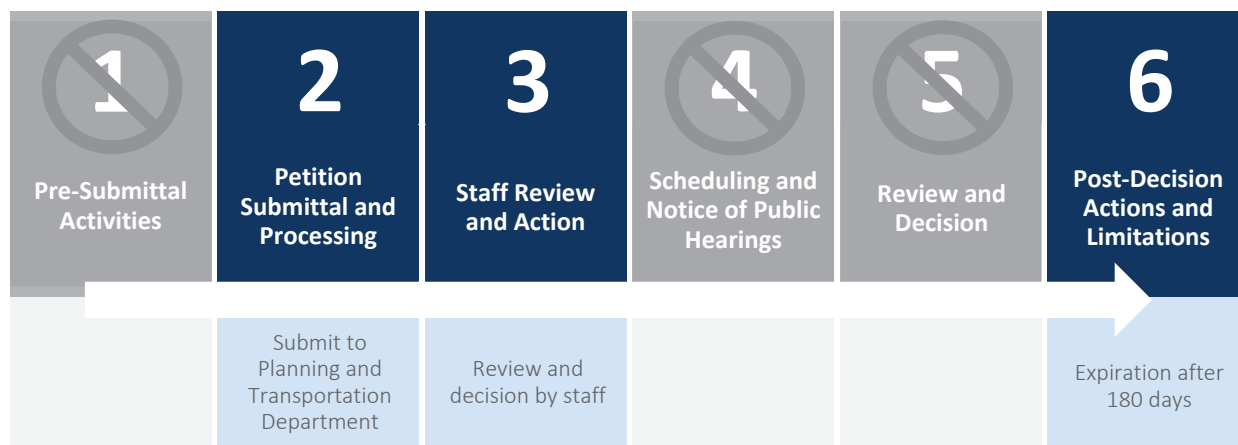 1
Pre-Submittal
Activities
2
Petition
Submittal and
Processing
Submit to
Planning and
Transportation
Department
3
Staff Review
and Action
Review and
decision by staff
4
Scheduling and
Notice of Public
Hearings
5
Review and
Decision
6
Post-Decision
Actions and
Limitations
Expiration after
180 days